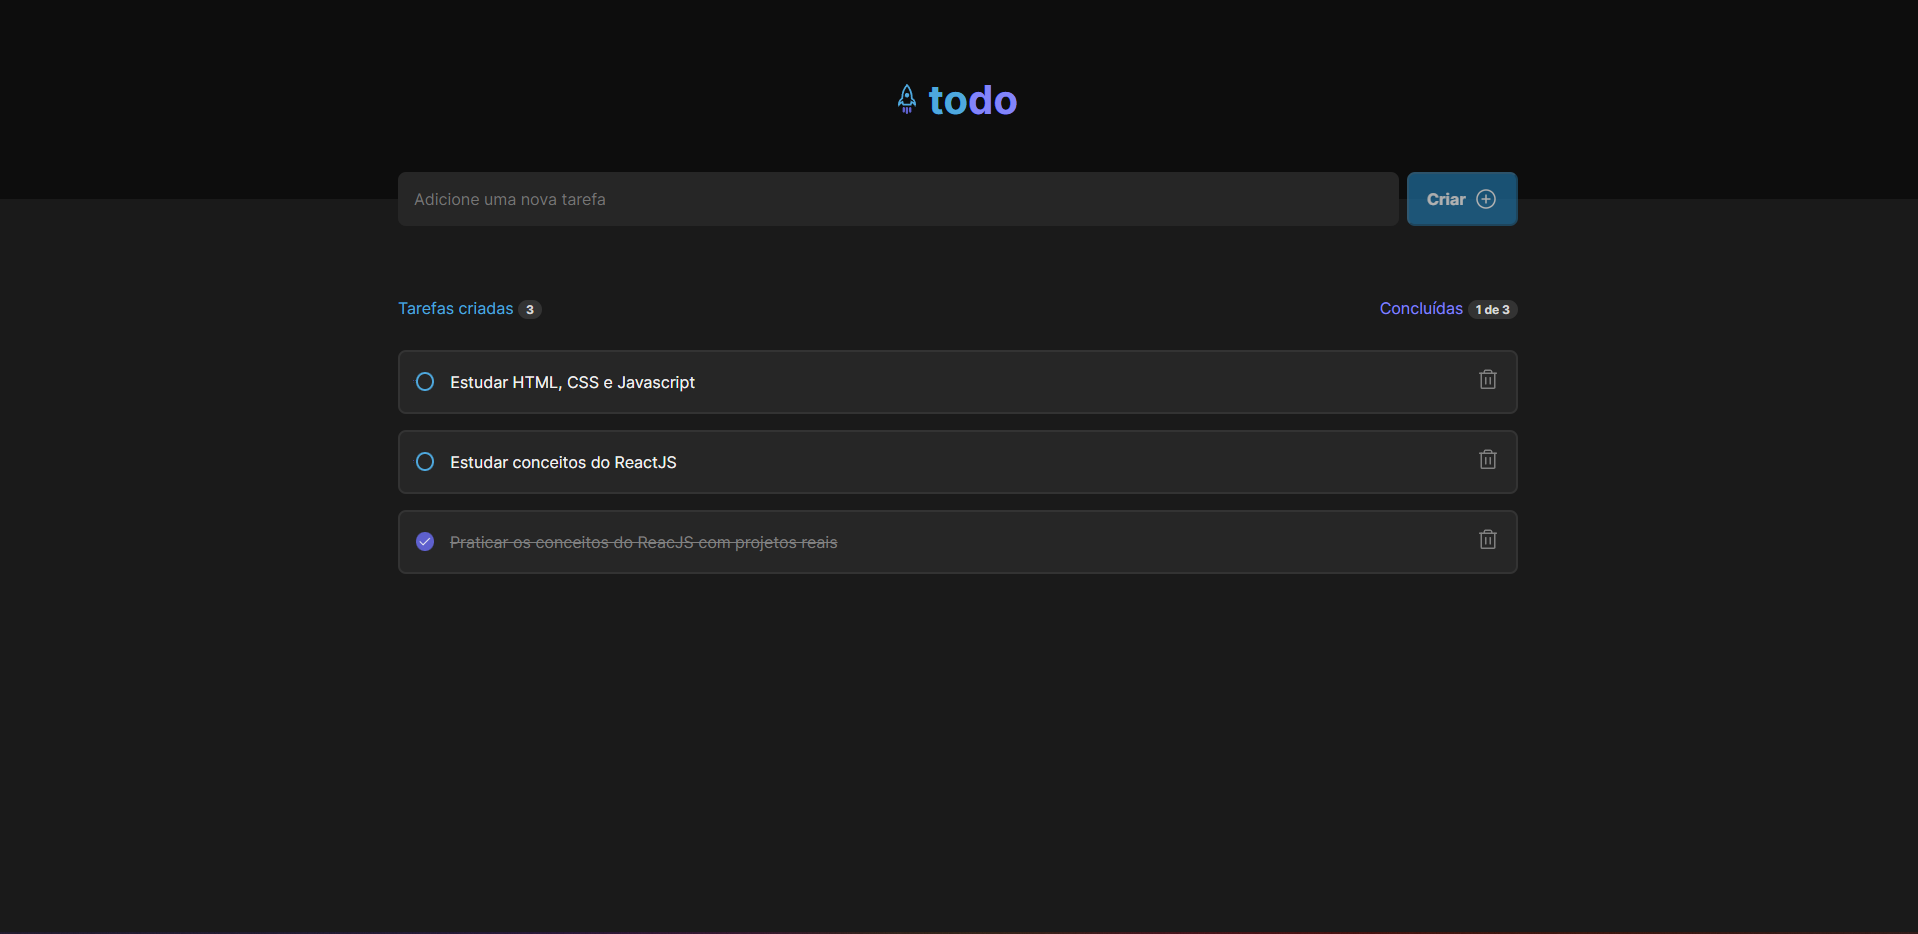 todo
Adicione uma nova tarefa
Criar
Tarefas criadas 3
Concluídas 1 de 3
Estudar HTML, CSS e Javascript
Estudar conceitos do ReactJS
Praticar os conceitos do ReacJS com projetos reais